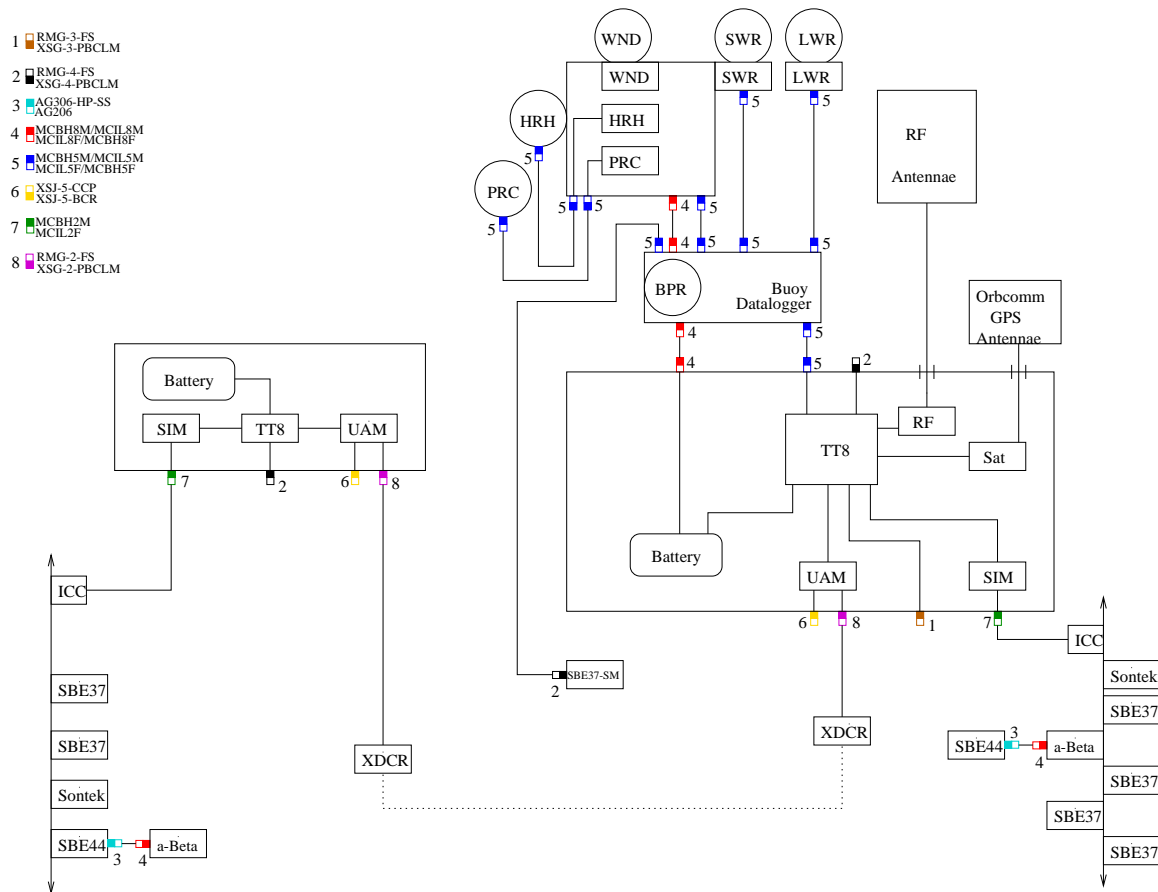 1 RMG-3-FS
XSG-3-PBCLM
2 RMG-4-FS
XSG-4-PBCLM
3 AG306-HP-SS
AG206
4 MCBH8M/MCIL8M
MCIL8F/MCBH8F
5 MCBH5M/MCIL5M
MCIL5F/MCBH5F
6 XSJ-5-CCP
XSJ-5-BCR
7 MCBH2M
MCIL2F
8 RMG-2-FS
XSG-2-PBCLM
WND SWR LWR
WND SWR LWR
5 5
HRH HRH
5
PRC
PRC
5
5 5 4 5
5 4 5 5 5
BPR Buoy
Datalogger
4 5
4 5 2
RF
Antennae
Orbcomm
GPS
Antennae
Battery
SIM TT8 UAM
7 2 6 8
RF
TT8
Sat
Battery
UAM SIM
6 8 1 7
ICC
SBE37
SBE37
Sontek
SBE44 3 4 a-Beta
XDCR
2 SBE37-SM
XDCR
ICC
Sontek
SBE37
SBE44 3 4 a-Beta
SBE37
SBE37
SBE37